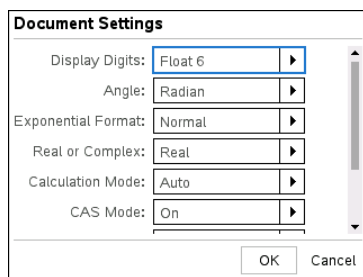 Document Settings
Display Digits: Float 6
Angle: Radian
Exponential Format: Normal
Real or Complex: Real
Calculation Mode: Auto
CAS Mode: On
OK Cancel